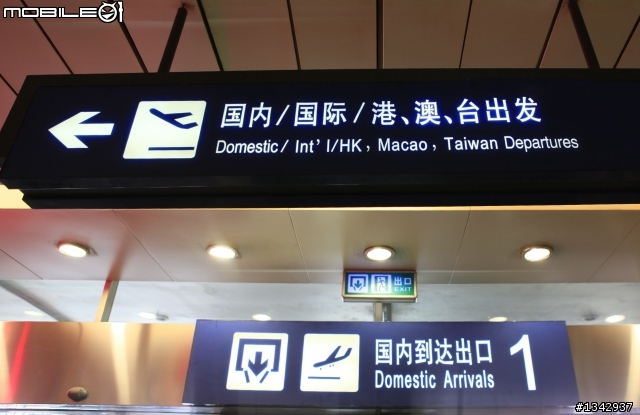 MOBILE01
国内/国际/港、澳、台出发
Domestic/ Int' l/HK, Macao, Taiwan Departures
出口
EXIT
国内到达出口 1
Domestic Arrivals
#1342937